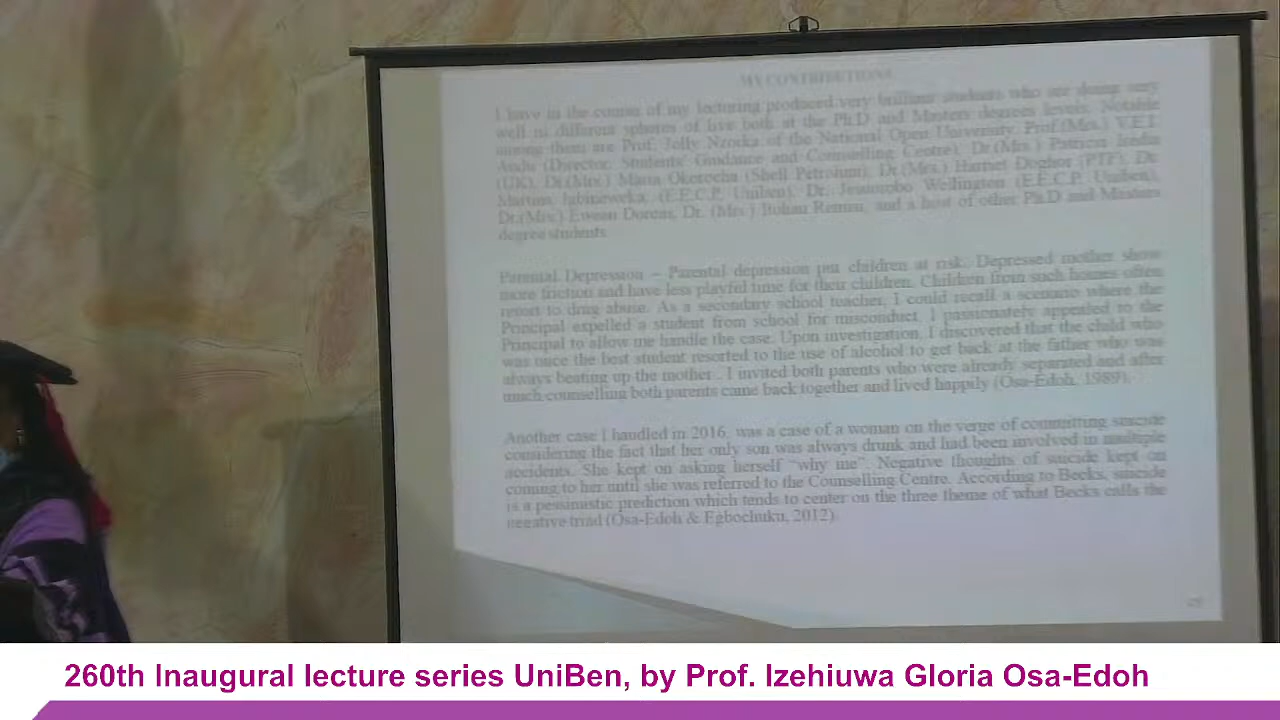 MY CONTRIBUTIONS
I have in the course of my lecturing produced very brilliant students who are doing very
well in different spheres of live both at the Ph.D and Masters degrees levels. Notable
among them are Prof. Jelly Nzorka of the National Open University, Prof.(Mrs.) V.E.I.
(Director, Students' Guidance and Counselling Centre), Dr.(Mrs.) Patricia
(UK), Dr.(Mrs.) Maria Okerocha (Shell Petroleum), Dr.(Mrs.) Harriet (PTF), Dr.
(E.E.C.P. Uniben), Dr. Wellington (E.E.C.P. Uniben),
Dr.(Mrs.) Dorcas, Dr. (Mrs.) and a host of other Ph.D and Masters
degree students.
Parental Depression – Parental depression put children at risk. Depressed mother show
more friction and have less playful time for their children. Children from such homes often
resort to drug abuse. As a secondary school teacher, I could recall a scenario where the
Principal expelled a student from school for misconduct. I passionately appealed to the
Principal to allow me handle the case. Upon investigation, I discovered that the child who
was once the best student resorted to the use of alcohol to get back at the father who was
always beating up the mother. I invited both parents who were already separated and after
much counselling both parents came back together and lived happily (Osa-Edoh, 1989).
Another case I handled in 2016, was a case of a woman on the verge of committing suicide
considering the fact that her only son was always drunk and had been involved in multiple
accidents. She kept on asking herself "why me". Negative thoughts of suicide kept on
coming to her until she was referred to the Counselling Centre. According to Becks, suicide
is a pessimistic prediction which tends to center on the three theme of what Becks calls the
negative triad (Osa-Edoh & Egbochuku, 2012).
260th Inaugural lecture series UniBen, by Prof. Izehiuwa Gloria Osa-Edoh